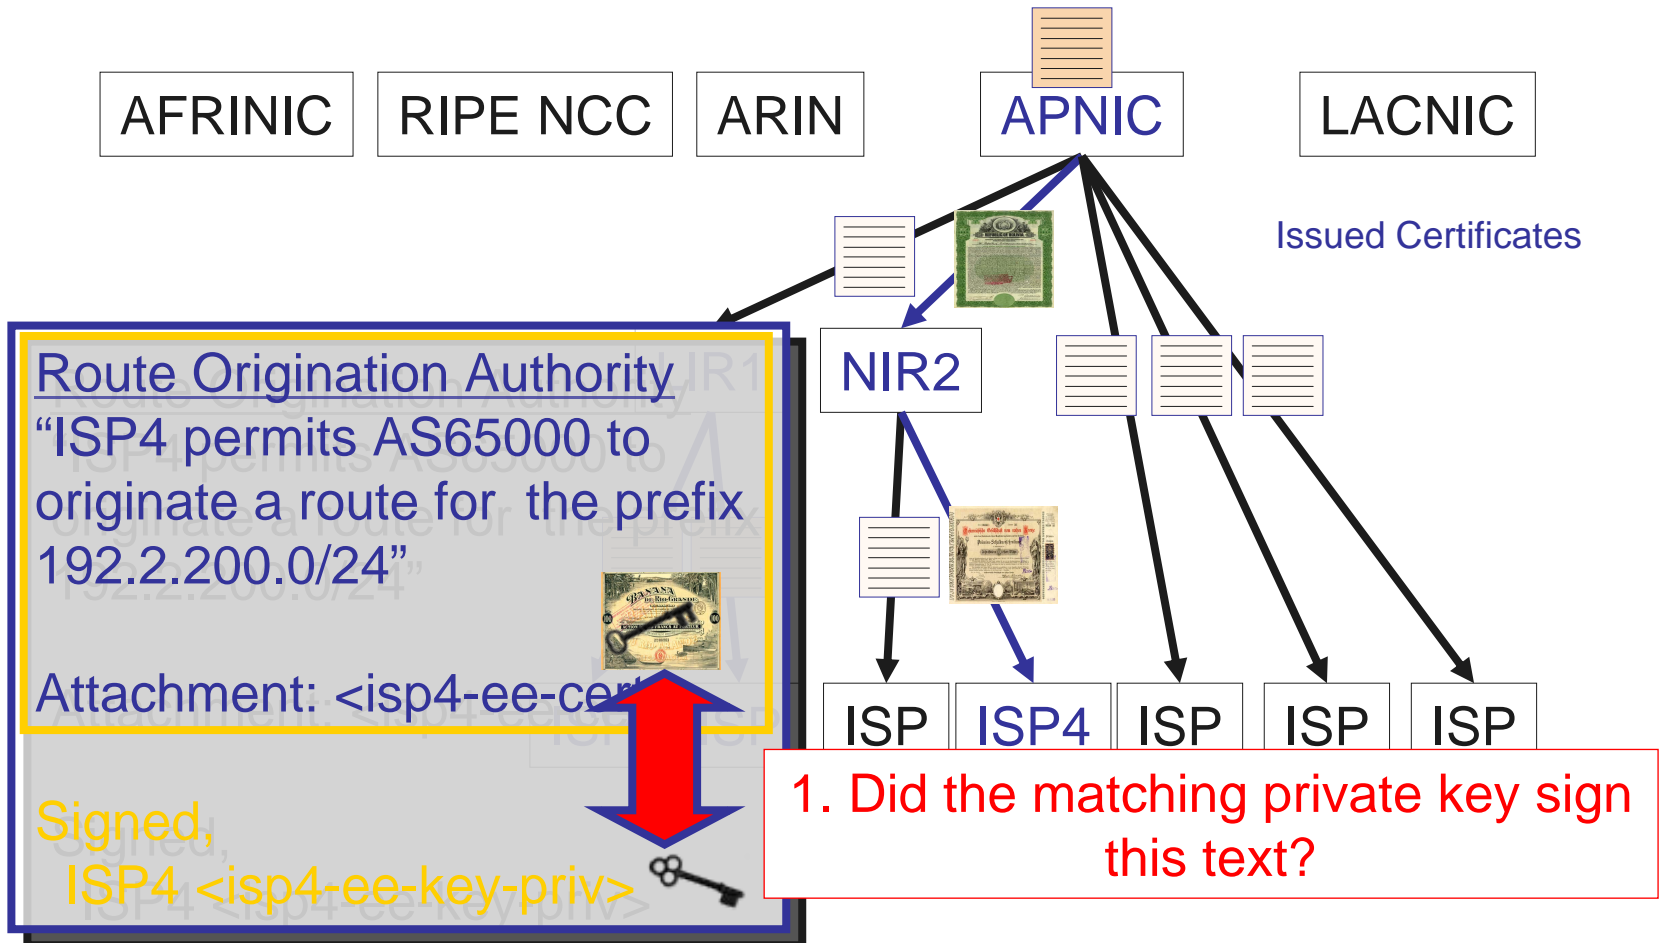 AFRINIC
RIPE NCC
ARIN
APNIC
LACNIC
Issued Certificates
NIR2
Route Origination Authority
“ISP4 permits AS65000 to
originate a route for the prefix
192.2.200.0/24”
BANANA
Attachment: <isp4-ee-cert
Signed,
ISP4 <isp4-ee-key-priv>
ISP
ISP4
ISP
ISP
ISP
1. Did the matching private key sign
this text?